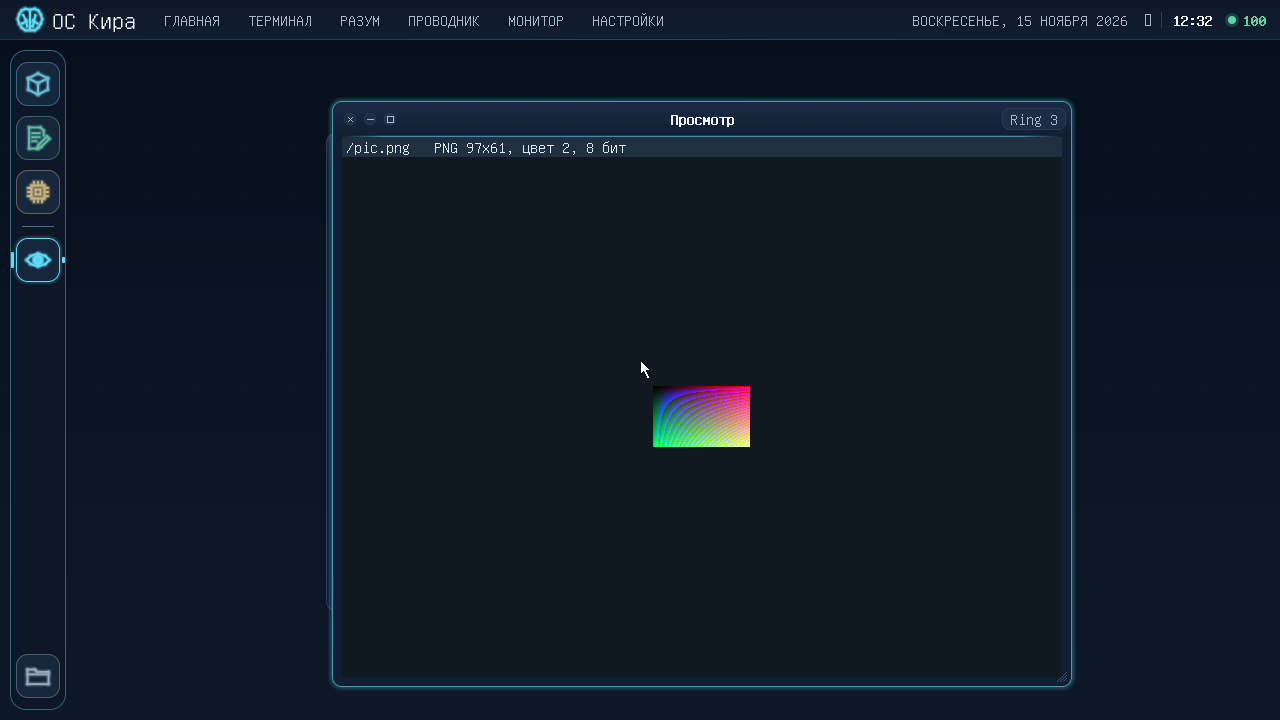 ОС Кира ГЛАВНАЯ ТЕРМИНАЛ РАЗУМ ПРОВОДНИК МОНИТОР НАСТРОЙКИ ВОСКРЕСЕНЬЕ, 15 НОЯБРЯ 2026 12:32 100
Просмотр Ring 3
/pic.png PNG 97x61, цвет 2, 8 бит